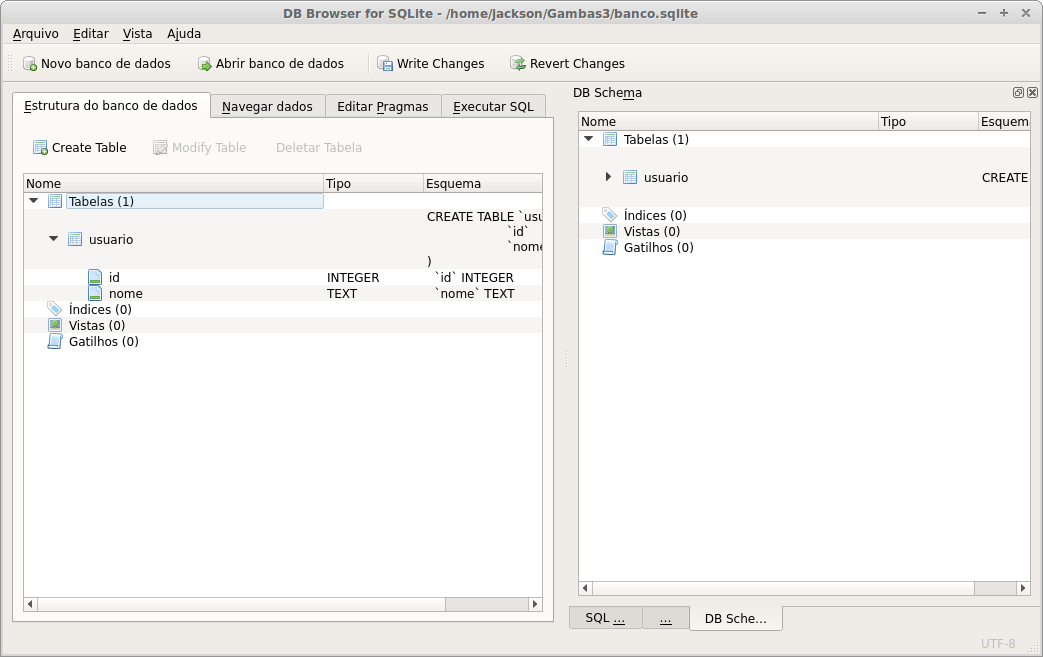 DB Browser for SQLite - /home/jackson/Gambas3/banco.sqlite
Arquivo Editar Vista Ajuda
Novo banco de dados Abrir banco de dados Write Changes Revert Changes
Estrutura do banco de dados Navegar dados Editar Pragmas Executar SQL
Create Table Modify Table Deletar Tabela
Nome Tipo Esquema
Tabelas (1)
usuario CREATE TABLE `usu
`id`
`nome
)
id INTEGER `id` INTEGER
nome TEXT `nome` TEXT
Índices (0)
Vistas (0)
Gatilhos (0)
DB Schema
Nome Tipo Esquem
Tabelas (1)
usuario CREATE
Índices (0)
Vistas (0)
Gatilhos (0)
SQL ... ... DB Sche...
UTF-8